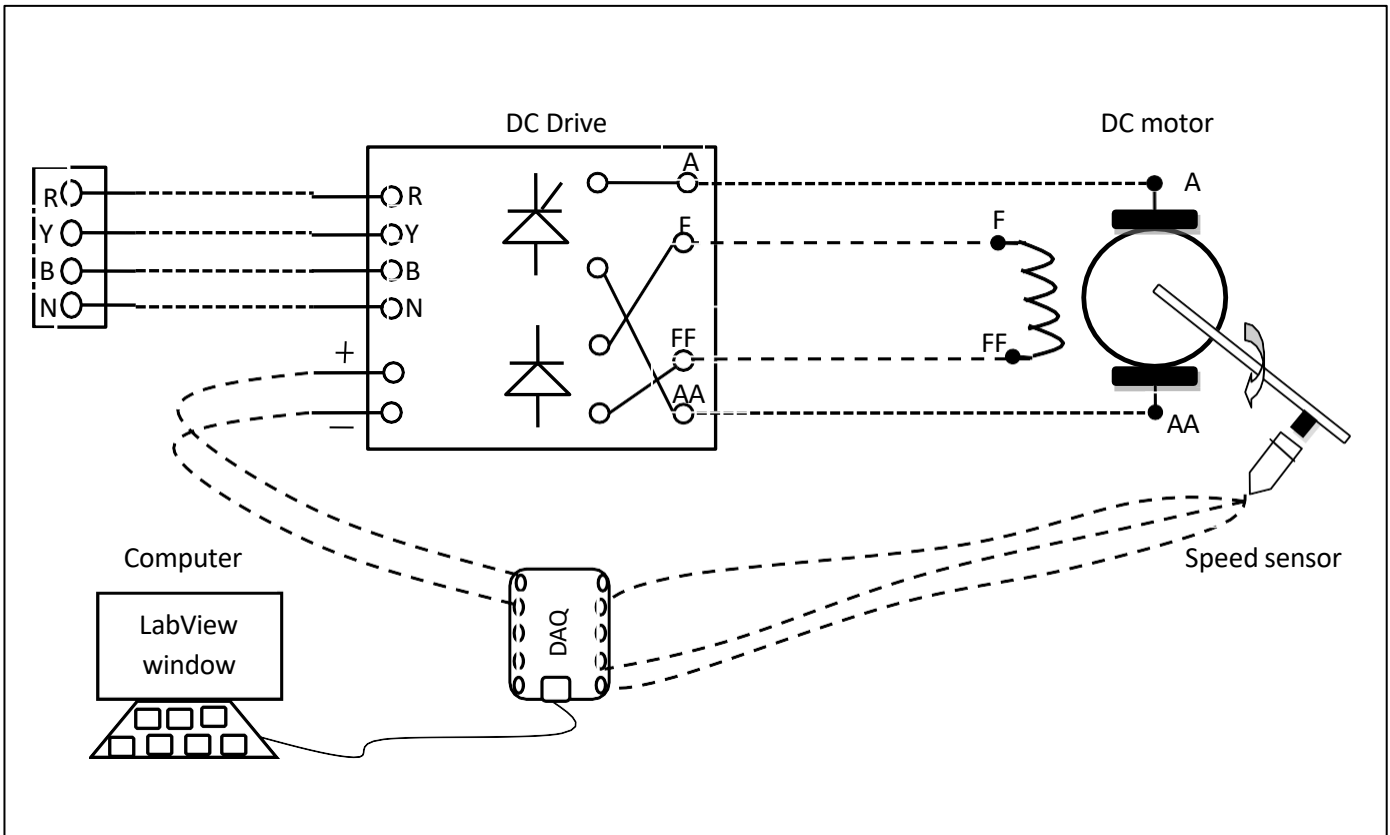 DC Drive
DC motor
R
Y
B
N
R
Y
B
N
+
−
A
F
FF
AA
F
FF
A
AA
Speed sensor
Computer
LabView
window
DAQ